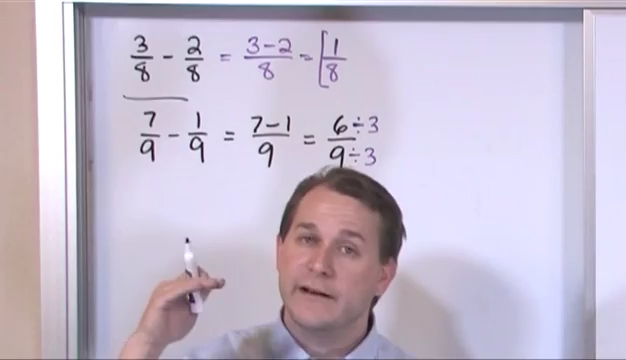 3/8 - 2/8 = 3-2/8 = [1/8
7/9 - 1/9 = 7-1/9 = 6÷3/9÷3